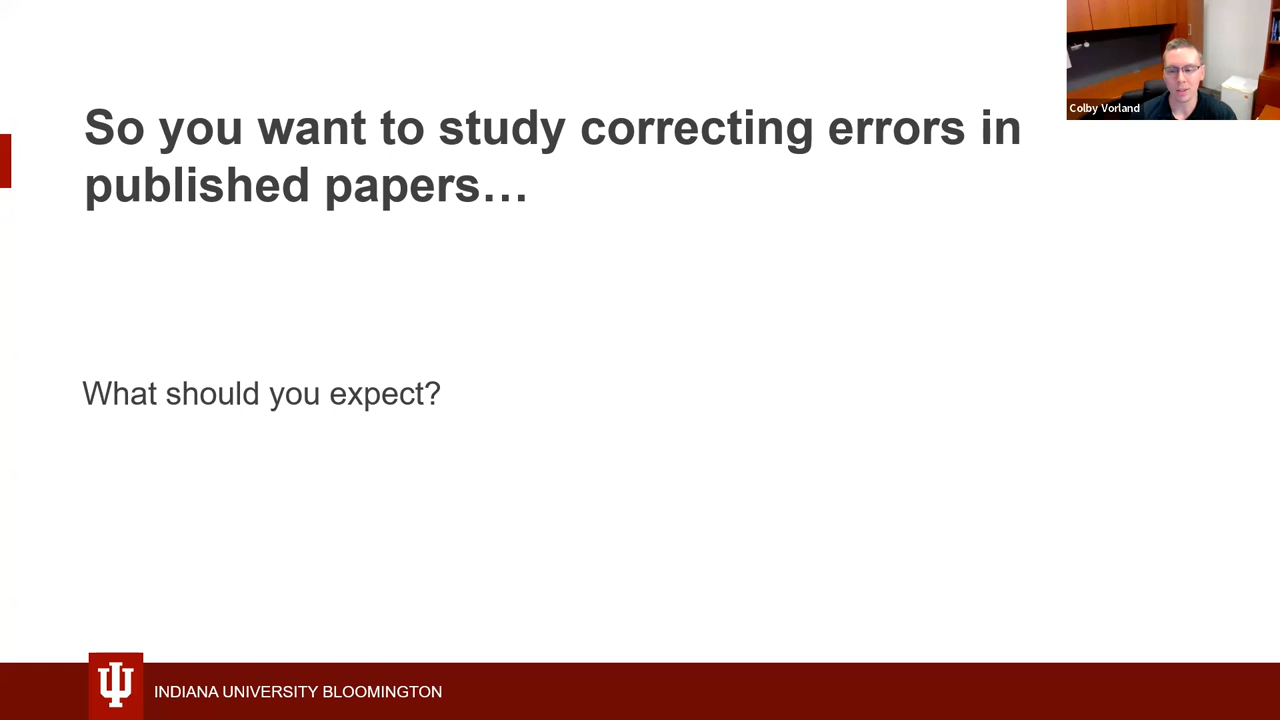 So you want to study correcting errors in
published papers…
Colby Vorland
What should you expect?
INDIANA UNIVERSITY BLOOMINGTON